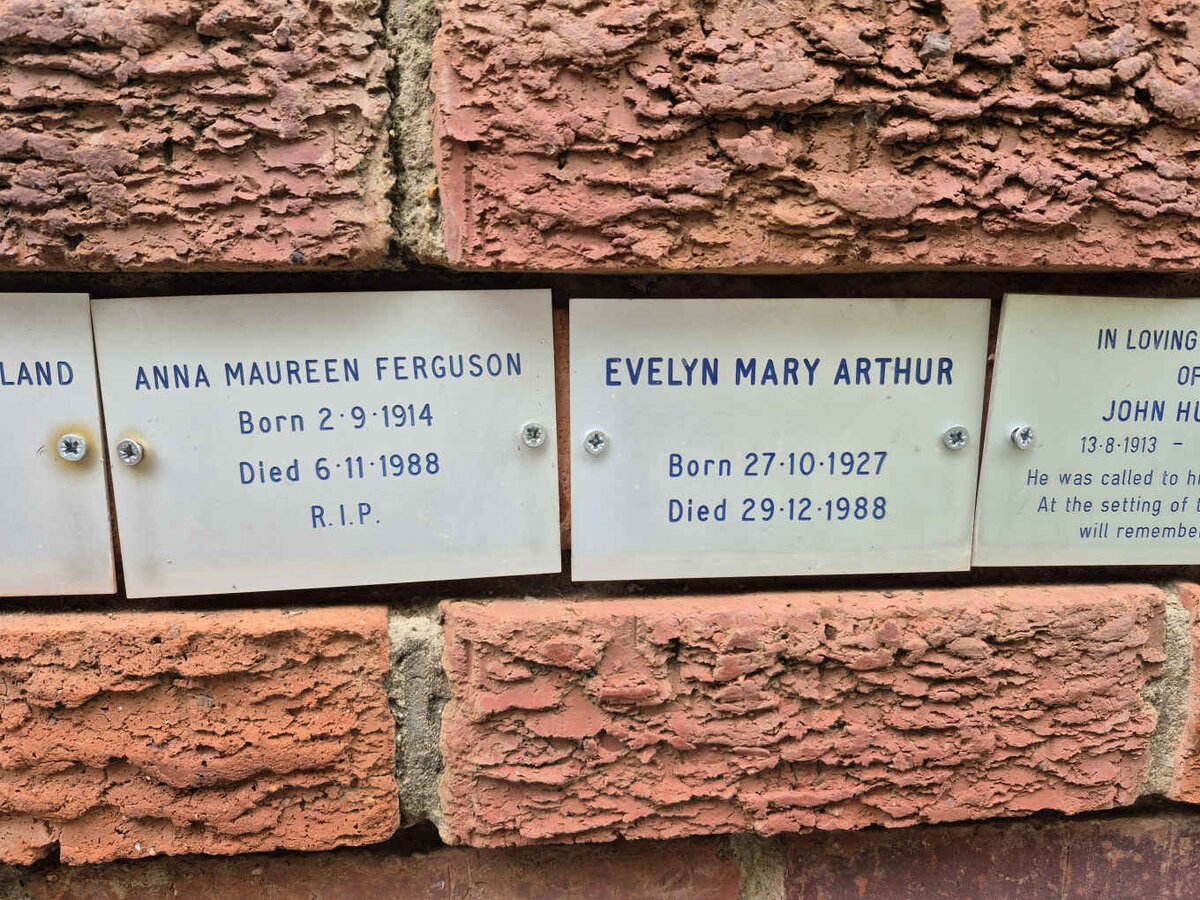 LAND
ANNA MAUREEN FERGUSON
Born 2·9·1914
Died 6·11·1988
R.I.P.
EVELYN MARY ARTHUR
Born 27·10·1927
Died 29·12·1988
IN LOVING
OF
JOHN HU
13·8·1913 –
He was called to h
At the setting of t
will remember